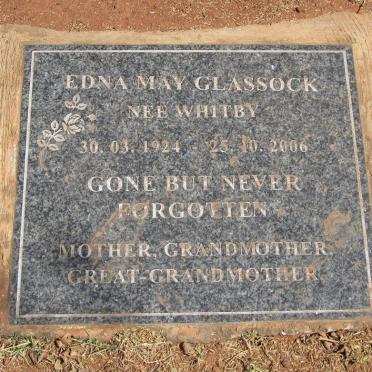 EDNA MAY GLASSOCK
NEE WHITBY
30. 03. 1924 - 25. 10. 2006
GONE BUT NEVER
FORGOTTEN
MOTHER, GRANDMOTHER,
GREAT-GRANDMOTHER